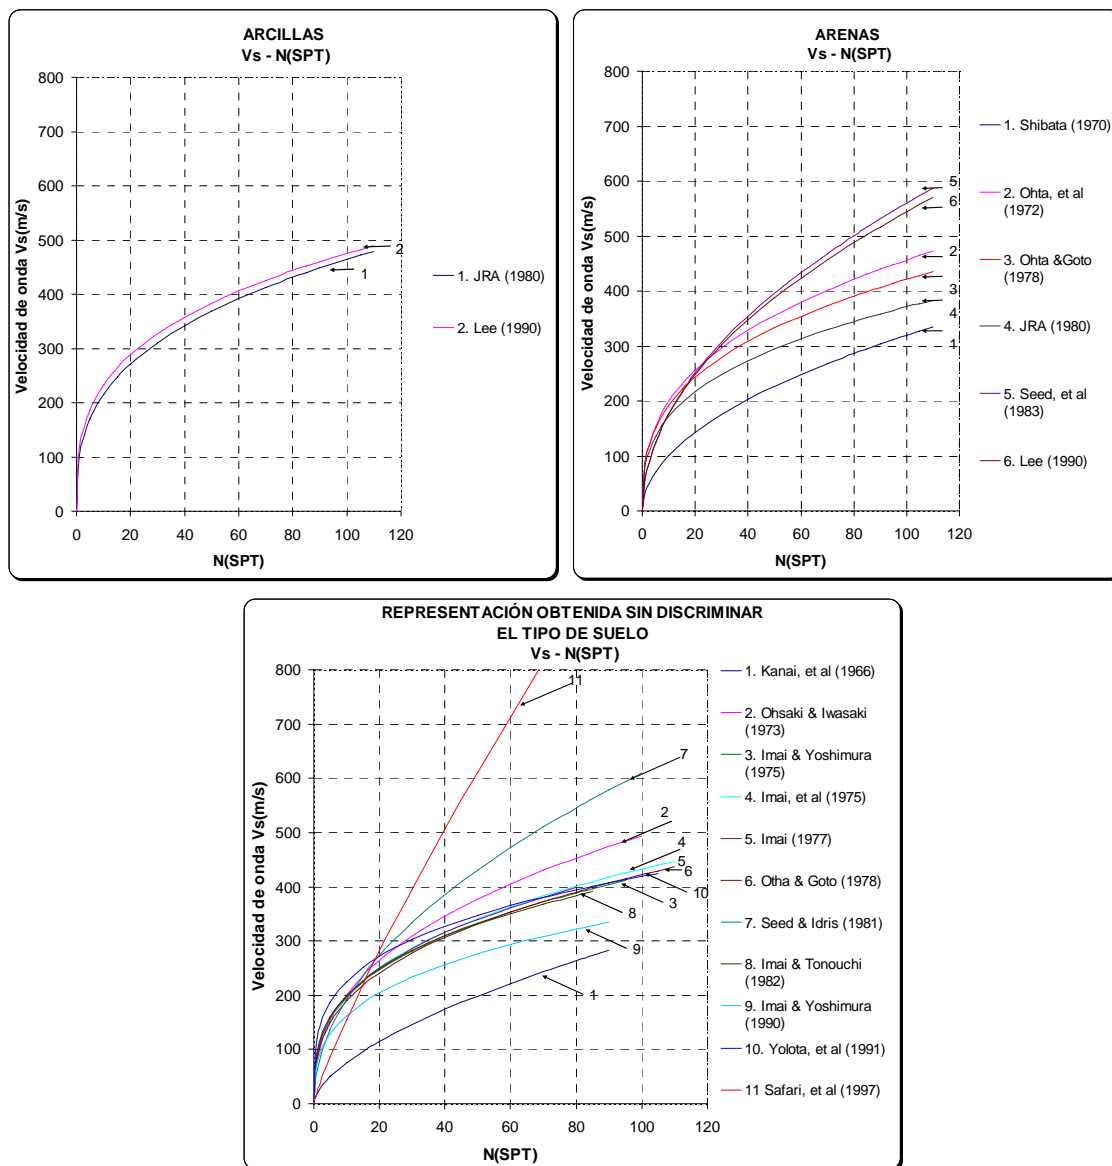 ARCILLAS
Vs - N(SPT)
Velocidad de onda Vs(m/s)
800
700
600
500
400
300
200
100
0
0 20 40 60 80 100 120
N(SPT)
2
1
1. JRA (1980)
2. Lee (1990)
ARENAS
Vs - N(SPT)
Velocidad de onda Vs(m/s)
800
700
600
500
400
300
200
100
0
0 20 40 60 80 100 120
N(SPT)
5
6
2
3
4
1
1. Shibata (1970)
2. Ohta, et al
(1972)
3. Ohta &Goto
(1978)
4. JRA (1980)
5. Seed, et al
(1983)
6. Lee (1990)
REPRESENTACIÓN OBTENIDA SIN DISCRIMINAR
EL TIPO DE SUELO
Vs - N(SPT)
Velocidad de onda Vs(m/s)
800
700
600
500
400
300
200
100
0
0 20 40 60 80 100 120
N(SPT)
11
7
2
4
5
6
10
3
8
9
1
1. Kanai, et al (1966)
2. Ohsaki & Iwasaki
(1973)
3. Imai & Yoshimura
(1975)
4. Imai, et al (1975)
5. Imai (1977)
6. Otha & Goto (1978)
7. Seed & Idris (1981)
8. Imai & Tonouchi
(1982)
9. Imai & Yoshimura
(1990)
10. Yolota, et al (1991)
11 Safari, et al (1997)